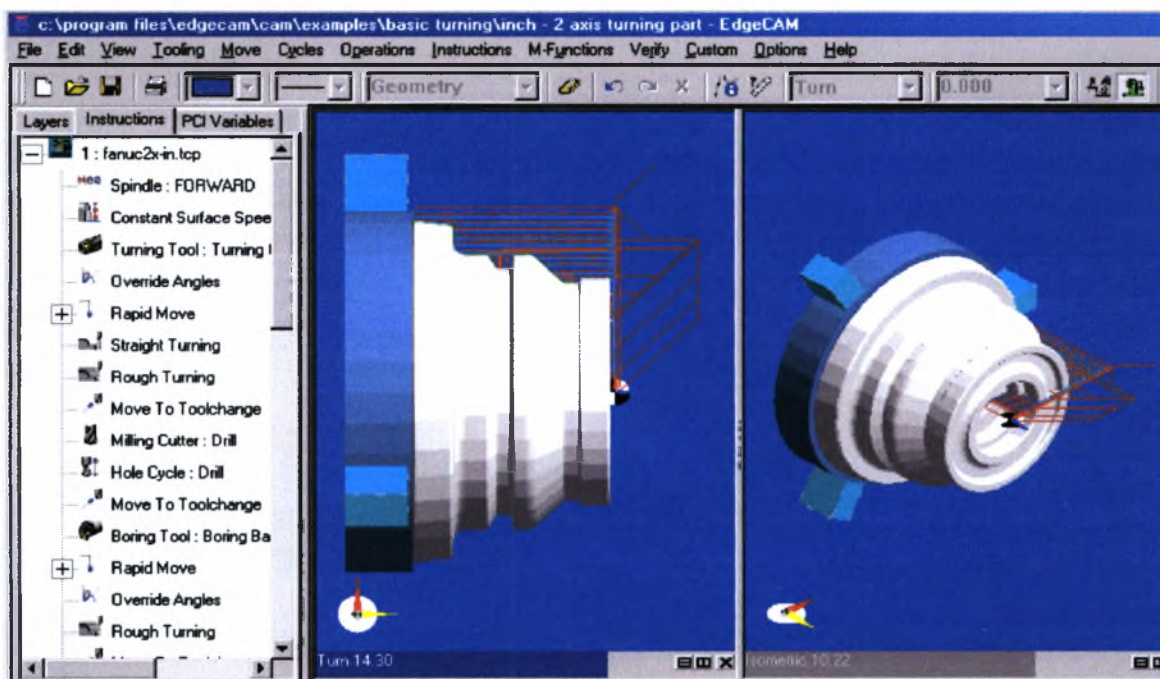 c:\program files\edgecam\cam\examples\basic turning\inch - 2 axis turning part - EdgeCAM
File Edit View Tooling Move Cycles Operations Instructions M-Functions Verify Custom Options Help
Geometry Turn 0.000
Layers Instructions PCI Variables
1 : fanuc2x-in.tcp
Spindle : FORWARD
Constant Surface Spee
Turning Tool : Turning
Override Angles
Rapid Move
Straight Turning
Rough Turning
Move To Toolchange
Milling Cutter : Drill
Hole Cycle : Drill
Move To Toolchange
Boring Tool : Boring Ba
Rapid Move
Override Angles
Rough Turning
Turn 14.30
Isometric 10.22